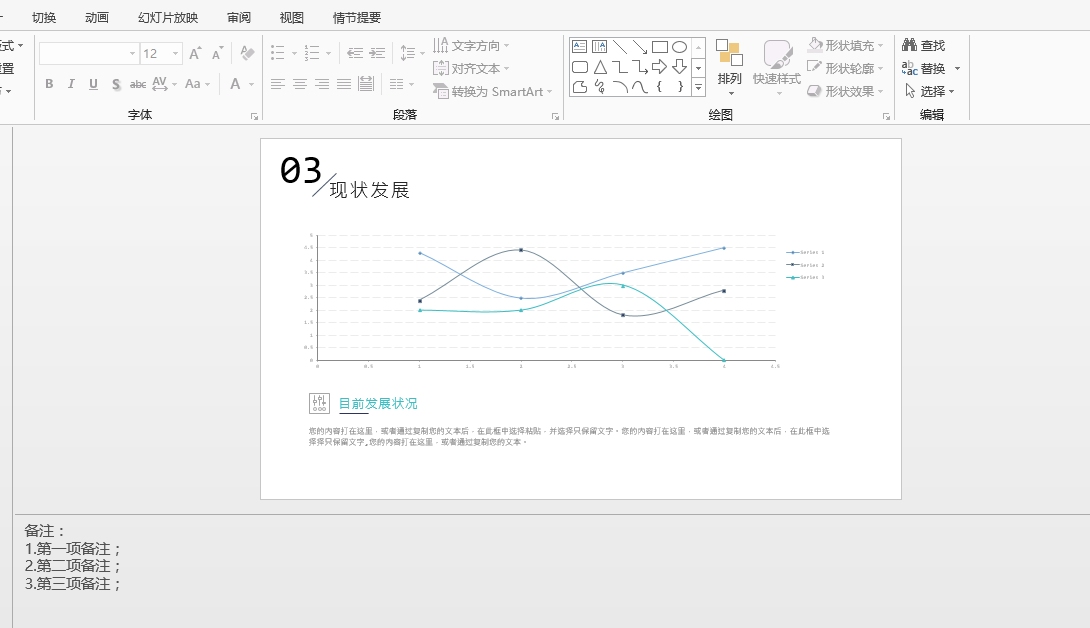 切换 动画 幻灯片放映 审阅 视图 情节提要
式 12 A A 文字方向 形状填充 查找
置 对齐文本 排列 快速样式 形状轮廓 替换
B I U S abc AV Aa A 转换为 SmartArt 形状效果 选择
字体 段落 绘图 编辑
03
现状发展
5
4.5
4
3.5
3
2.5
2
1.5
1
0.5
0
0 0.5 1 1.5 2 2.5 3 3.5 4 4.5
Series 1
Series 2
Series 3
目前发展状况
您的内容打在这里，或者通过复制您的文本后，在此框中选择粘贴，并选择只保留文字。您的内容打在这里，或者通过复制您的文本后，在此框中选
择择只保留文字。您的内容打在这里，或者通过复制您的文本。
备注：
1.第一项备注；
2.第二项备注；
3.第三项备注；